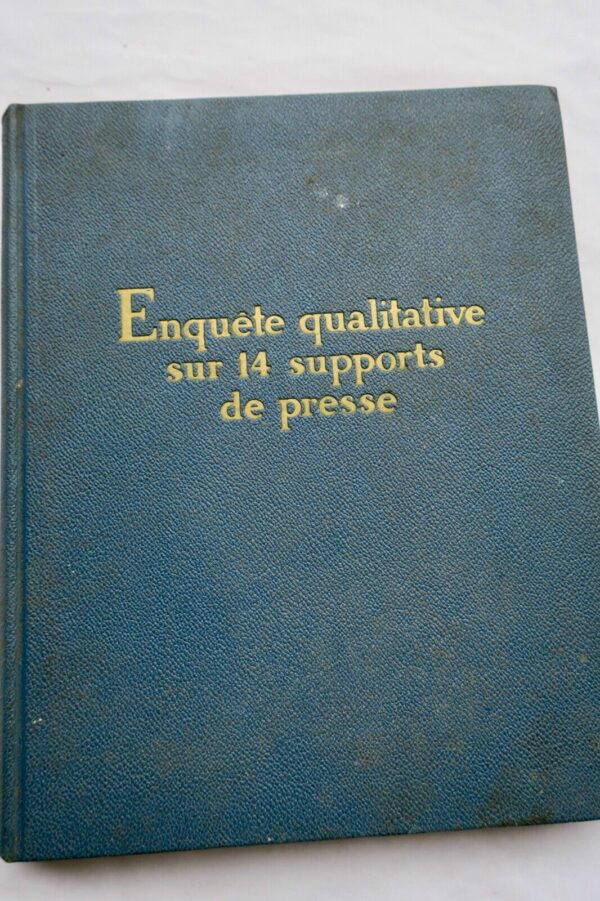 Enquête qualitative
sur 14 supports
de presse